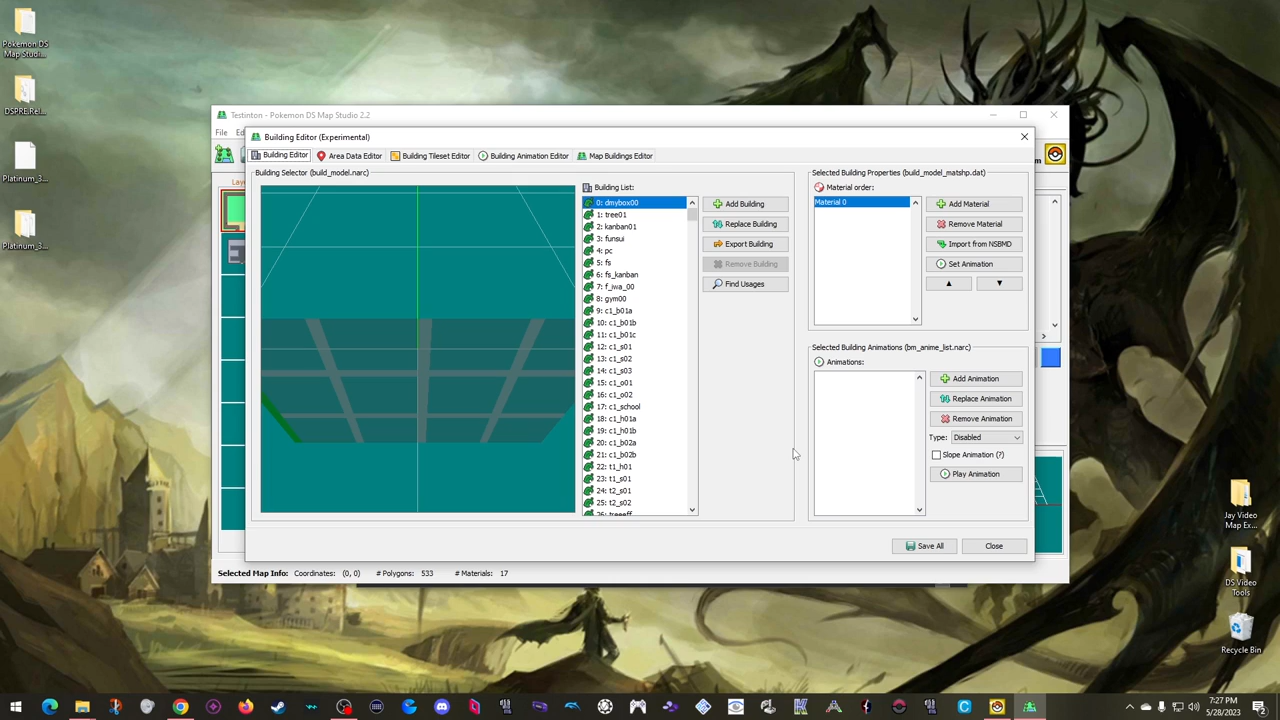 Pokemon DS
Map Studi...
DSPRE.Rel...
Platinum_3...
Platinum_3...
Testinton - Pokemon DS Map Studio 2.2
File
Building Editor (Experimental)
Building Editor
Area Data Editor
Building Tileset Editor
Building Animation Editor
Map Buildings Editor
Building Selector (build_model.narc)
Building List:
0: dmybox00
1: tree01
2: kanban01
3: funsui
4: pc
5: fs
6: fs_kanban
7: f_iwa_00
8: gym00
9: c1_b01a
10: c1_b01b
11: c1_b01c
12: c1_s01
13: c1_s02
14: c1_s03
15: c1_o01
16: c1_o02
17: c1_school
18: c1_h01a
19: c1_h01b
20: c1_b02a
21: c1_b02b
22: t1_h01
23: t1_s01
24: t2_s01
25: t2_s02
26: treeeff
Add Building
Replace Building
Export Building
Remove Building
Find Usages
Selected Building Properties (build_model_matshp.dat)
Material order:
Material 0
Add Material
Remove Material
Import from NSBMD
Set Animation
▲
▼
Selected Building Animations (bm_anime_list.narc)
Animations:
Add Animation
Replace Animation
Remove Animation
Type: Disabled
Slope Animation (?)
Play Animation
Save All
Close
Selected Map Info: Coordinates: (0, 0) # Polygons: 533 # Materials: 17
Jay Video
Map Ex...
DS Video
Tools
Recycle Bin
7:27 PM
5/28/2023